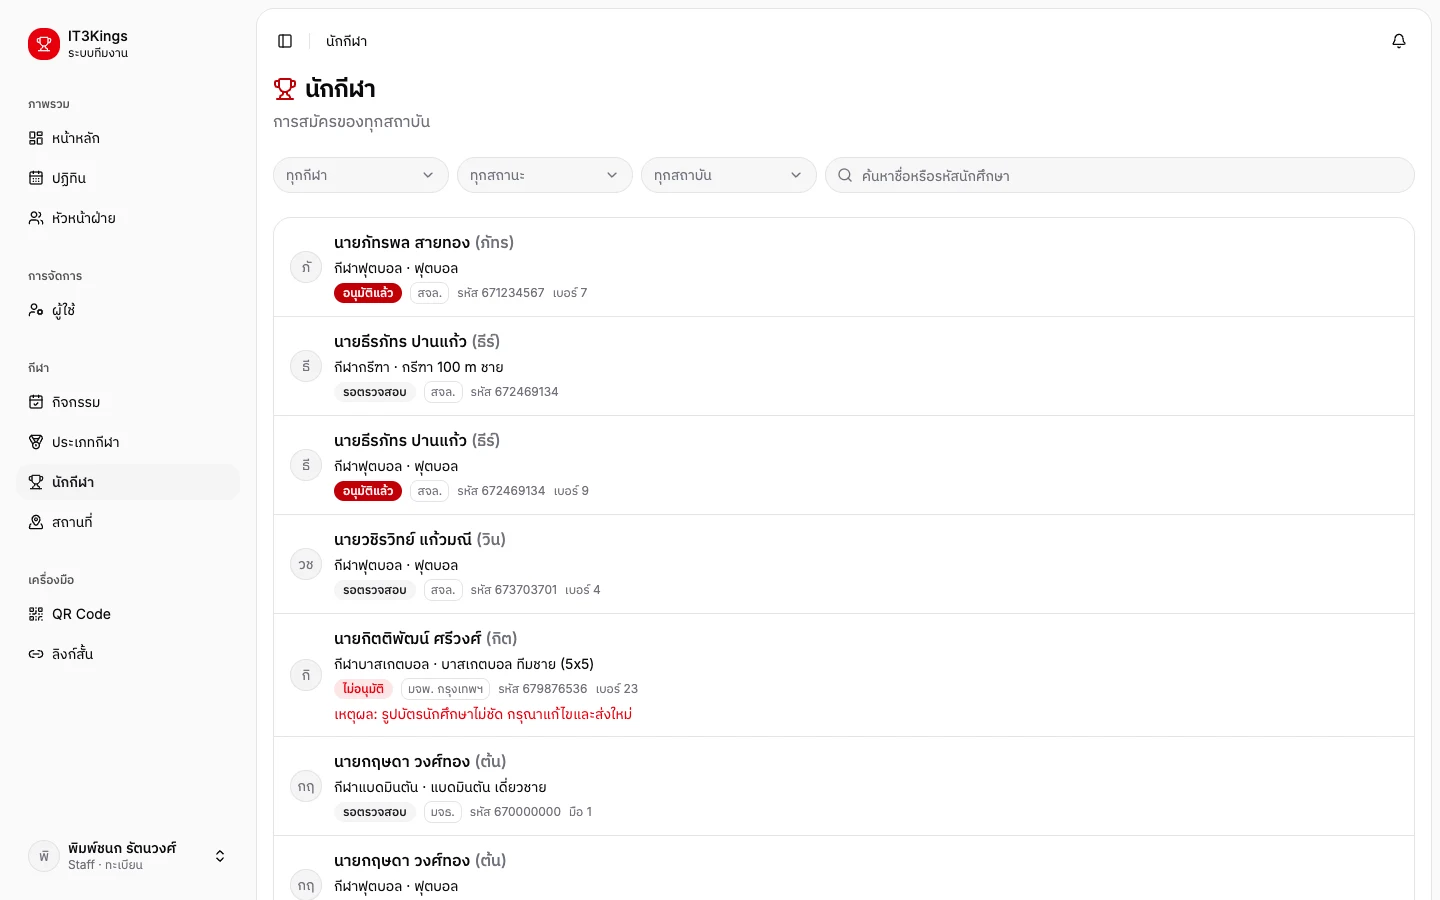 IT3Kings
ระบบทีมงาน
ภาพรวม
หน้าหลัก
ปฏิทิน
หัวหน้าฝ่าย
การจัดการ
ผู้ใช้
กีฬา
กิจกรรม
ประเภทกีฬา
นักกีฬา
สถานที่
เครื่องมือ
QR Code
ลิงก์สั้น
พิ
พิมพ์ชนก รัตนวงศ์
Staff · ทะเบียน
นักกีฬา
นักกีฬา
การสมัครของทุกสถาบัน
ทุกกีฬา ทุกสถานะ ทุกสถาบัน ค้นหาชื่อหรือรหัสนักศึกษา
ภั
นายภัทรพล สายทอง (ภัทร)
กีฬาฟุตบอล · ฟุตบอล
อนุมัติแล้ว สจล. รหัส 671234567 เบอร์ 7
ธี
นายธีรภัทร ปานแก้ว (ธีร์)
กีฬากรีฑา · กรีฑา 100 m ชาย
รอตรวจสอบ สจล. รหัส 672469134
ธี
นายธีรภัทร ปานแก้ว (ธีร์)
กีฬาฟุตบอล · ฟุตบอล
อนุมัติแล้ว สจล. รหัส 672469134 เบอร์ 9
วช
นายวชิรวิทย์ แก้วมณี (วิน)
กีฬาฟุตบอล · ฟุตบอล
รอตรวจสอบ สจล. รหัส 673703701 เบอร์ 4
กิ
นายกิตติพัฒน์ ศรีวงศ์ (กิต)
กีฬาบาสเกตบอล · บาสเกตบอล ทีมชาย (5x5)
ไม่อนุมัติ มจพ. กรุงเทพฯ รหัส 679876536 เบอร์ 23
เหตุผล: รูปบัตรนักศึกษาไม่ชัด กรุณาแก้ไขและส่งใหม่
กฤ
นายกฤษดา วงศ์ทอง (ต้น)
กีฬาแบดมินตัน · แบดมินตัน เดี่ยวชาย
รอตรวจสอบ มจธ. รหัส 670000000 มือ 1
กฤ
นายกฤษดา วงศ์ทอง (ต้น)
กีฬาฟุตบอล · ฟุตบอล